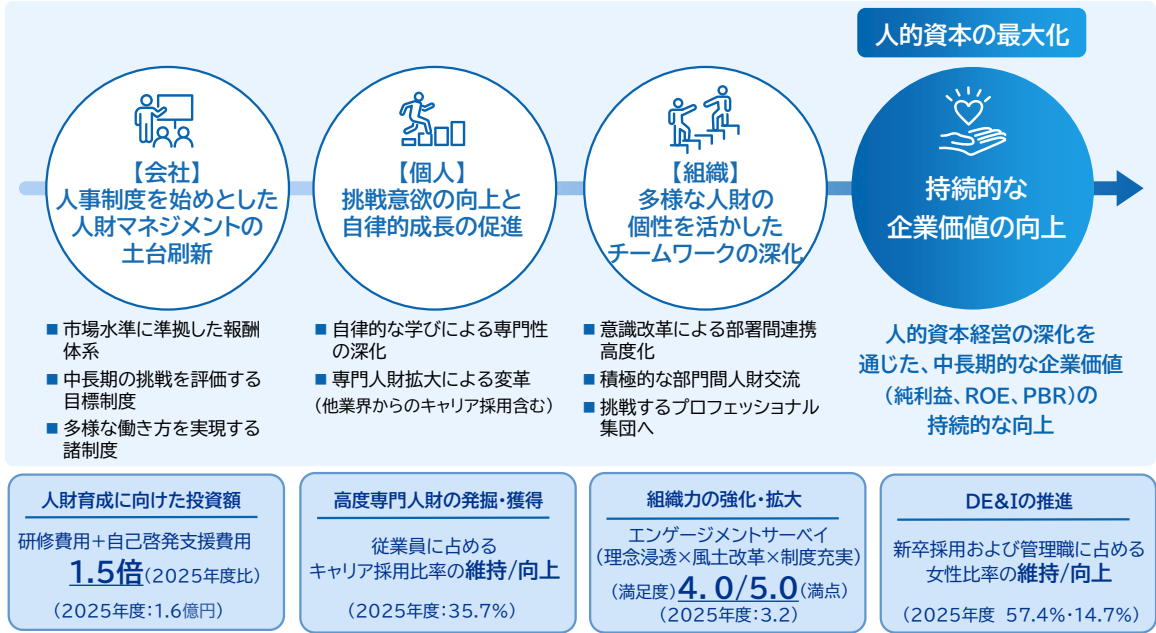 人的資本の最大化
【会社】
人事制度を始めとした
人財マネジメントの
土台刷新
【個人】
挑戦意欲の向上と
自律的成長の促進
【組織】
多様な人財の
個性を活かした
チームワークの深化
持続的な
企業価値の向上
■ 市場水準に準拠した報酬
体系
■ 中長期の挑戦を評価する
目標制度
■ 多様な働き方を実現する
諸制度
■ 自律的な学びによる専門性
の深化
■ 専門人財拡大による変革
(他業界からのキャリア採用含む)
■ 意識改革による部署間連携
高度化
■ 積極的な部門間人財交流
■ 挑戦するプロフェッショナル
集団へ
人的資本経営の深化を
通じた、中長期的な企業価値
(純利益、ROE、PBR)の
持続的な向上
人財育成に向けた投資額
研修費用+自己啓発支援費用
1.5倍(2025年度比)
(2025年度:1.6億円)
高度専門人財の発掘・獲得
従業員に占める
キャリア採用比率の維持/向上
(2025年度:35.7%)
組織力の強化・拡大
エンゲージメントサーベイ
(理念浸透×風土改革×制度充実)
(満足度) 4.0/5.0(満点)
(2025年度:3.2)
DE&Iの推進
新卒採用および管理職に占める
女性比率の維持/向上
(2025年度 57.4%・14.7%)